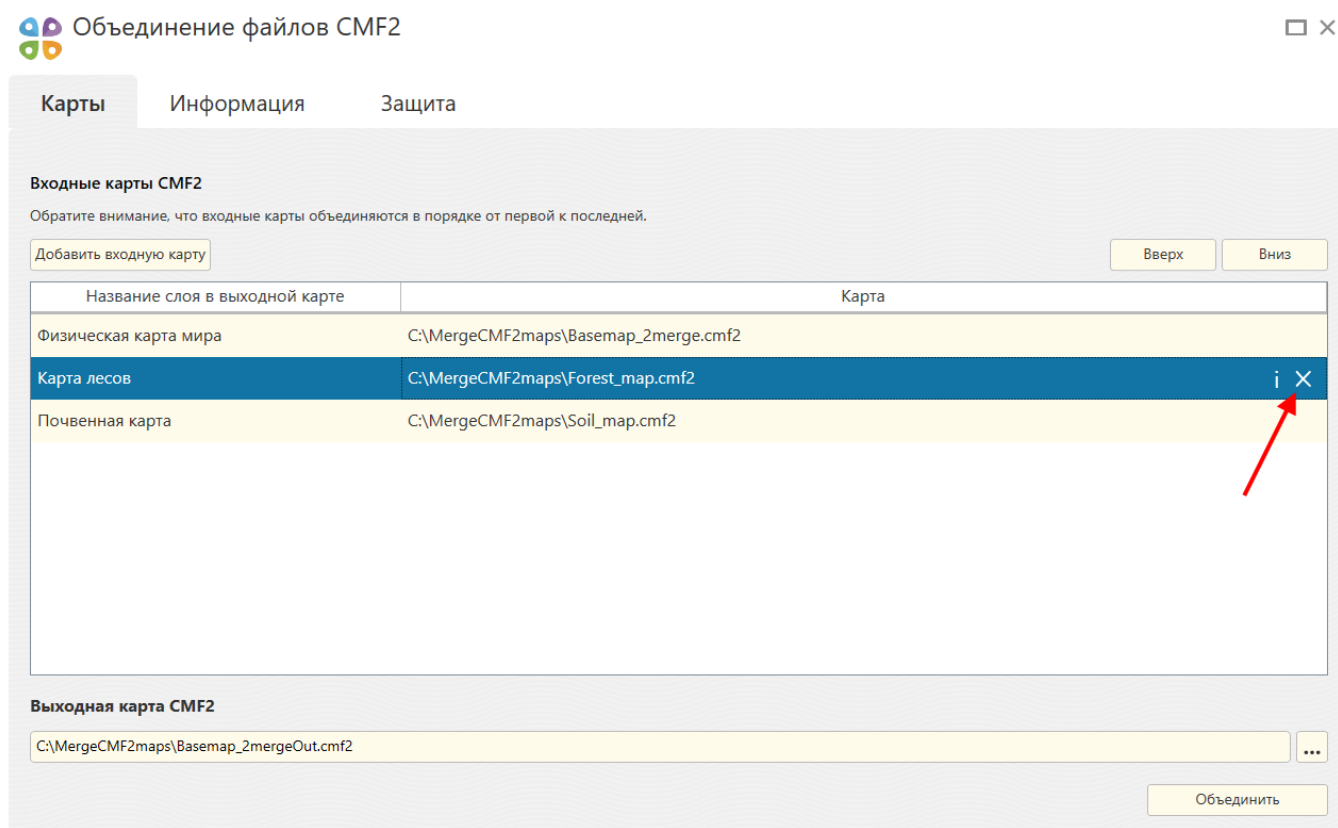 Объединение файлов CMF2
Карты Информация Защита
Входные карты CMF2
Обратите внимание, что входные карты объединяются в порядке от первой к последней.
Добавить входную карту Вверх Вниз
Название слоя в выходной карте Карта
Физическая карта мира C:\MergeCMF2maps\Basemap_2merge.cmf2
Карта лесов C:\MergeCMF2maps\Forest_map.cmf2 i
Почвенная карта C:\MergeCMF2maps\Soil_map.cmf2
Выходная карта CMF2
C:\MergeCMF2maps\Basemap_2mergeOut.cmf2 ...
Объединить